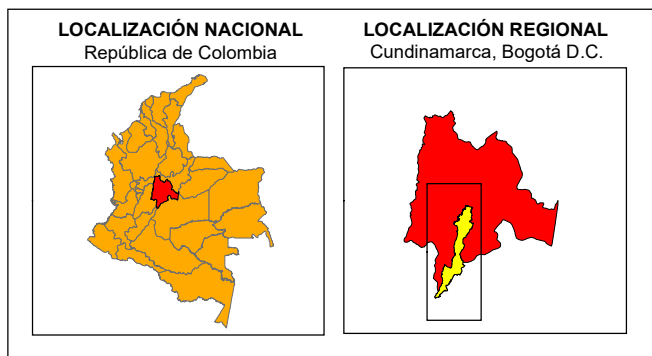 LOCALIZACIÓN NACIONAL
República de Colombia
LOCALIZACIÓN REGIONAL
Cundinamarca, Bogotá D.C.